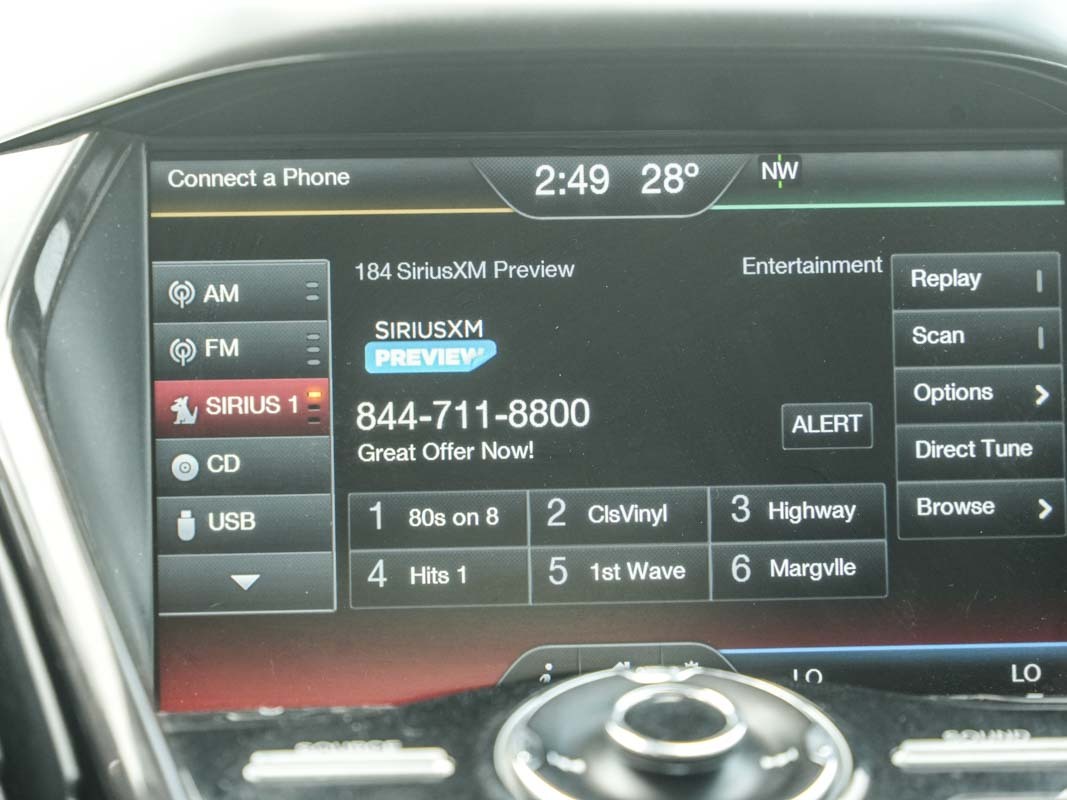 Connect a Phone
2:49 28° NW
184 SiriusXM Preview
Entertainment
AM
FM
SIRIUS 1
CD
USB
SIRIUSXM
PREVIEW
844-711-8800
Great Offer Now!
ALERT
1 80s on 8
2 ClsVinyl
3 Highway
4 Hits 1
5 1st Wave
6 Margvlle
Replay
Scan
Options
Direct Tune
Browse
LO
LO
SOURCE
SOUND